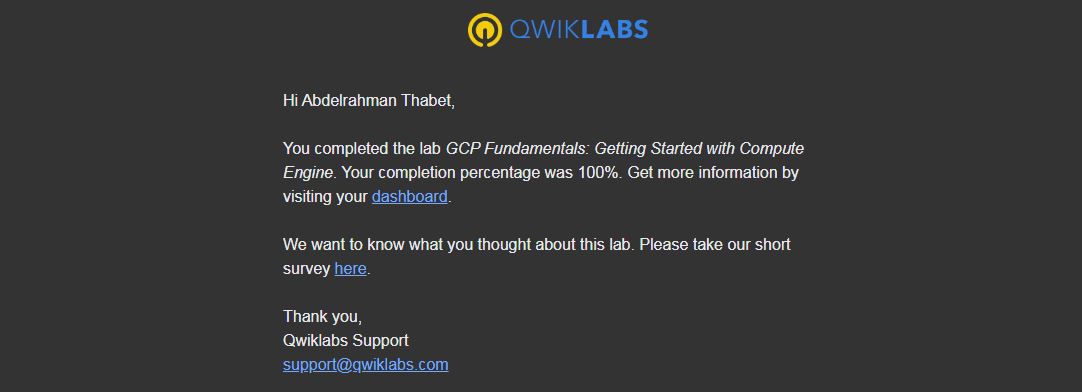 QWIKLABS
Hi Abdelrahman Thabet,
You completed the lab GCP Fundamentals: Getting Started with Compute
Engine. Your completion percentage was 100%. Get more information by
visiting your dashboard.
We want to know what you thought about this lab. Please take our short
survey here.
Thank you,
Qwiklabs Support
support@qwiklabs.com